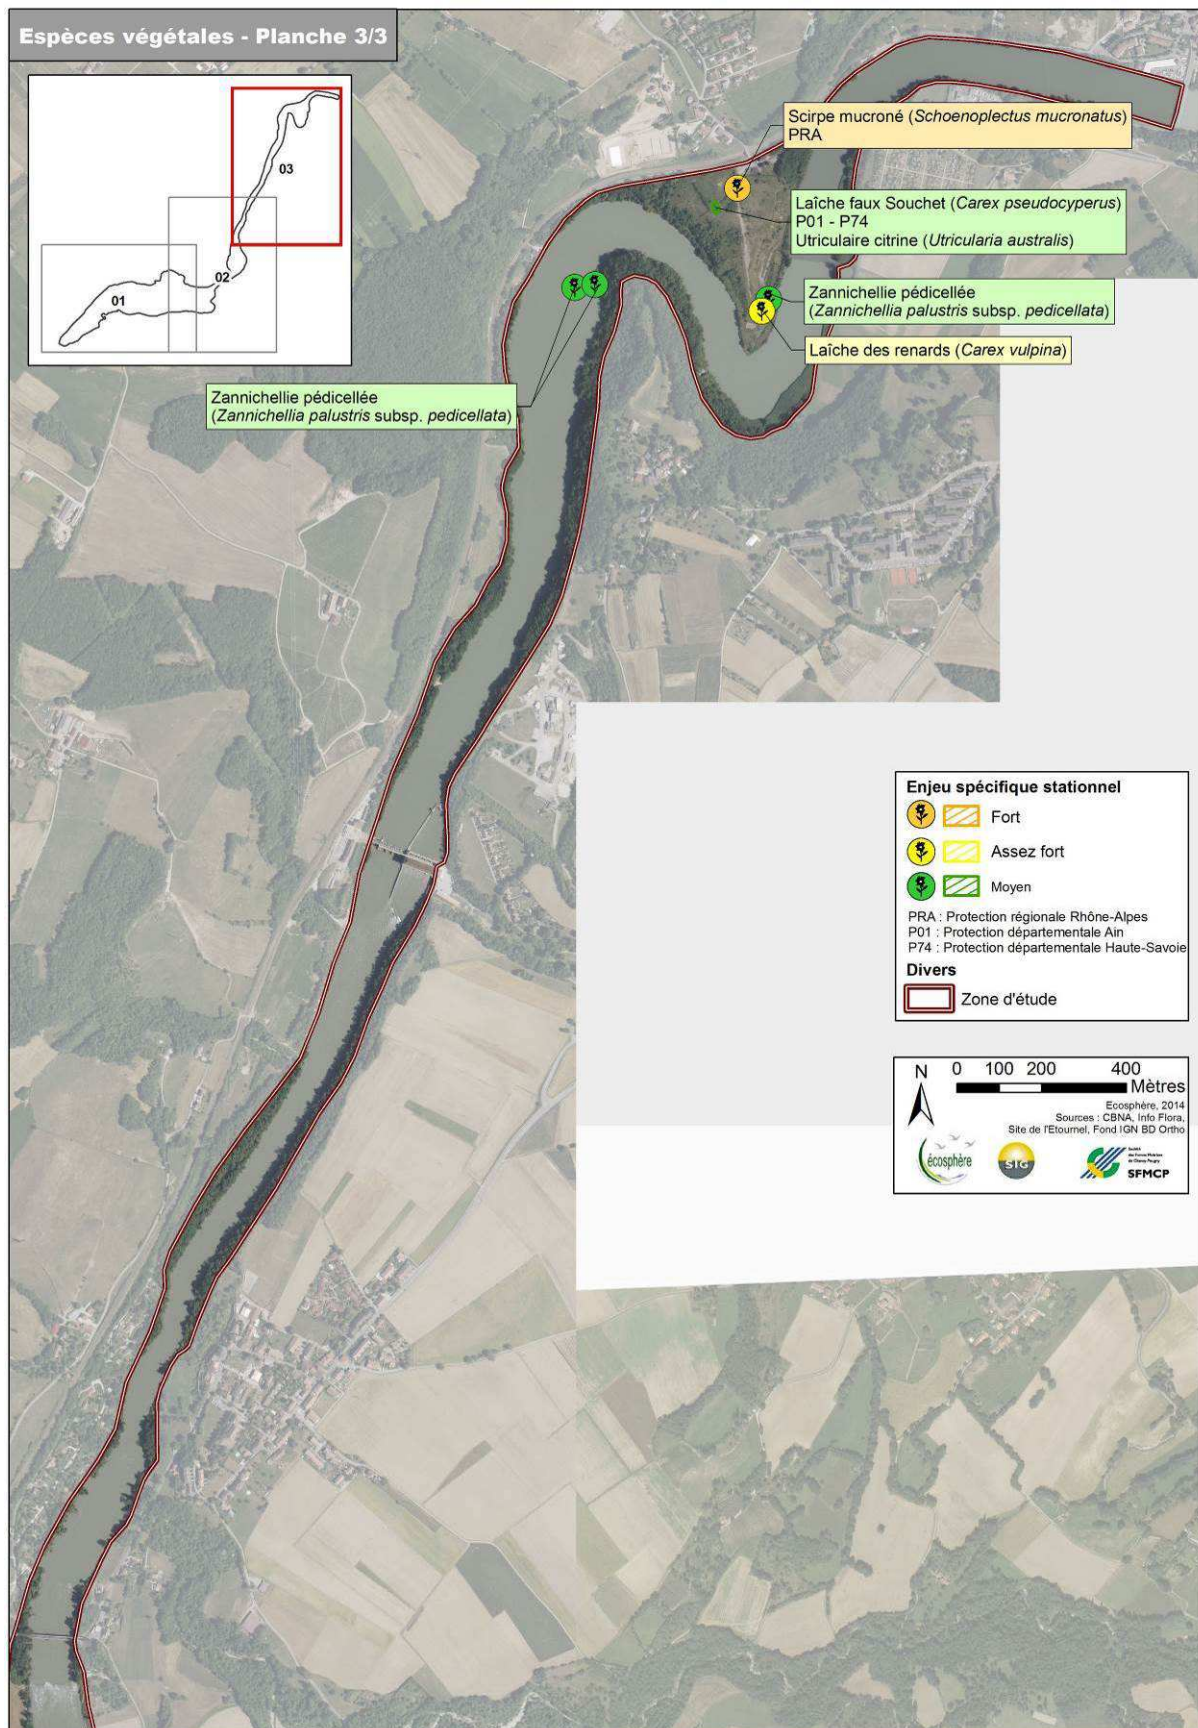 Espèces végétales - Planche 3/3
03
02
01
Scirpe mucroné (Schoenoplectus mucronatus)
PRA
Laîche faux Souchet (Carex pseudocyperus)
P01 - P74
Utriculaire citrine (Utricularia australis)
Zannichellie pédicellée
(Zannichellia palustris subsp. pedicellata)
Laîche des renards (Carex vulpina)
Zannichellie pédicellée
(Zannichellia palustris subsp. pedicellata)
Enjeu spécifique stationnel
Fort
Assez fort
Moyen
PRA : Protection régionale Rhône-Alpes
P01 : Protection départementale Ain
P74 : Protection départementale Haute-Savoie
Divers
Zone d'étude
N
0 100 200 400
Mètres
Ecosphère, 2014
Sources : CBNA, Info Flora,
Site de l'Etournel, Fond IGN BD Ortho
écosphère
SIG
SFMCP